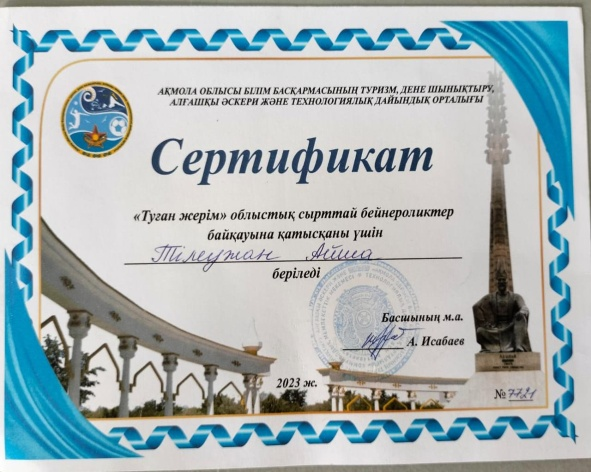 АҚМОЛА ОБЛЫСЫ БІЛІМ БАСҚАРМАСЫНЫҢ ТУРИЗМ, ДЕНЕ ШЫНЫҚТЫРУ,
АЛҒАШҚЫ ӘСКЕРИ ЖӘНЕ ТЕХНОЛОГИЯЛЫҚ ДАЙЫНДЫҚ ОРТАЛЫҒЫ
Сертификат
«Туған жерім» облыстық сырттай бейнероликтер
байқауына қатысқаны үшін
Тілеужан Айша
беріледі
Басшының м.а.
А. Исабаев
2023 ж.
№ 7721